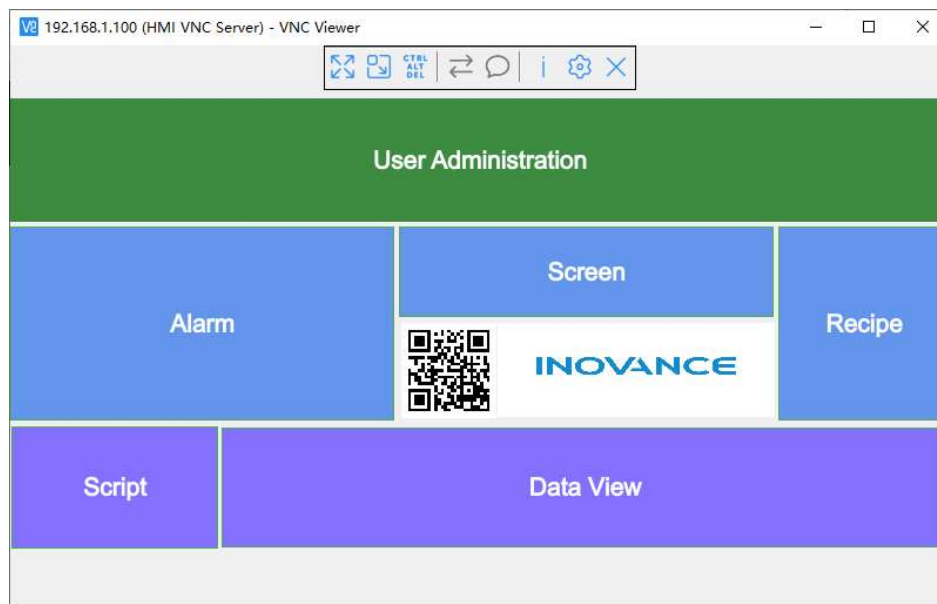 V2 192.168.1.100 (HMI VNC Server) - VNC Viewer
CTRL
ALT
DEL
i
User Administration
Alarm
Screen
Recipe
INOVANCE
Script
Data View